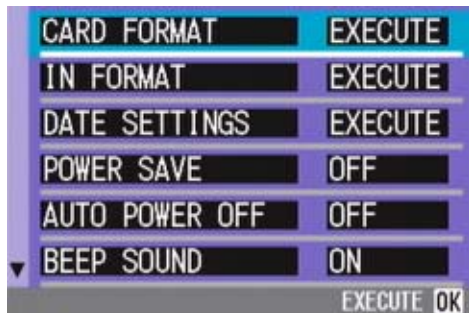 CARD FORMAT EXECUTE
IN FORMAT EXECUTE
DATE SETTINGS EXECUTE
POWER SAVE OFF
AUTO POWER OFF OFF
BEEP SOUND ON
EXECUTE OK